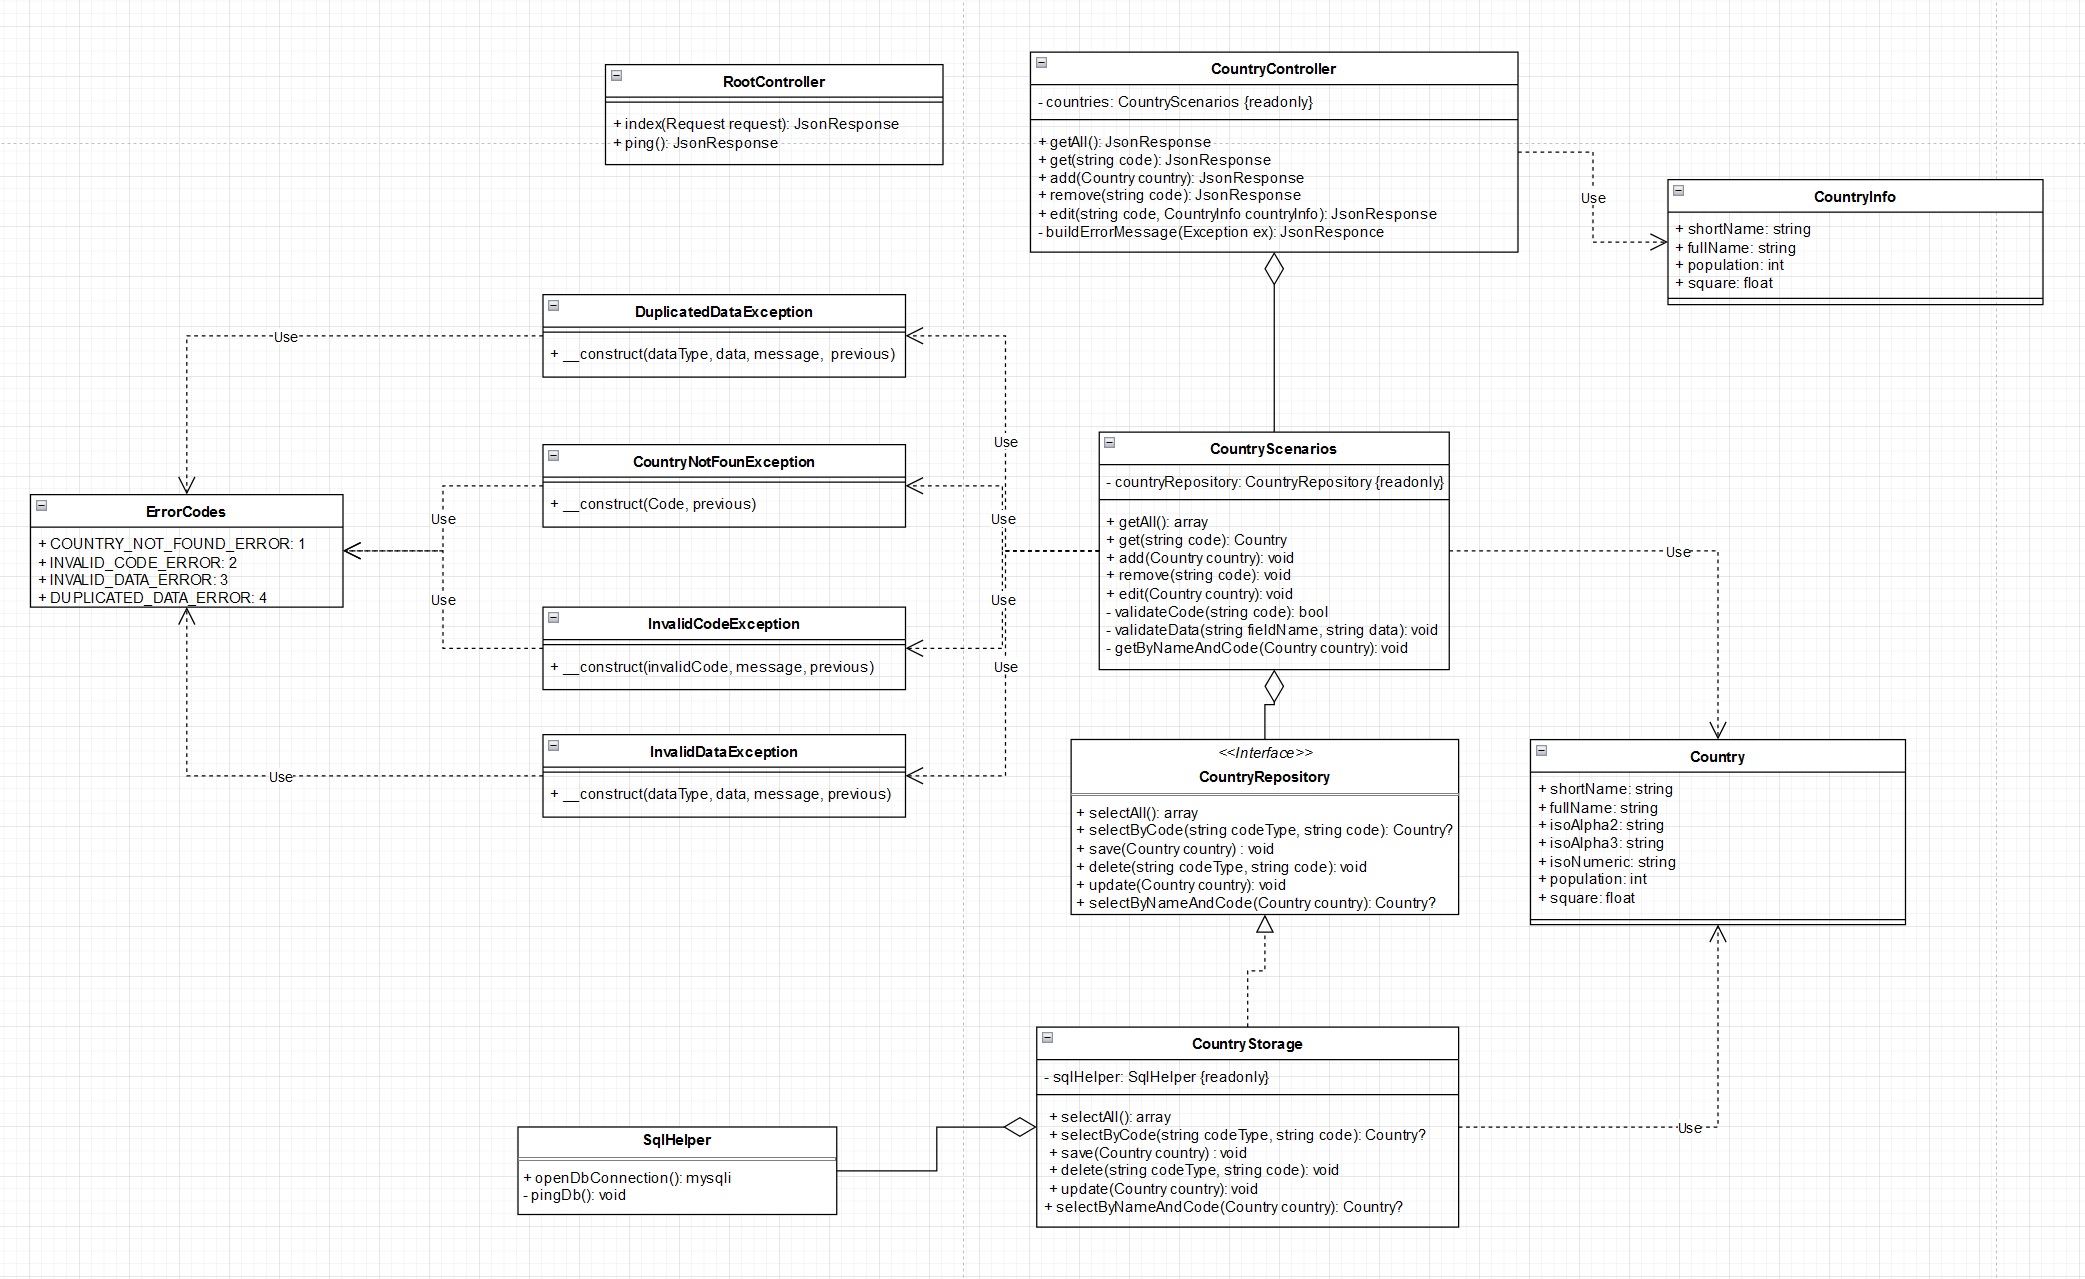 RootController
+ index(Request request): JsonResponse
+ ping(): JsonResponse
CountryController
- countries: CountryScenarios {readonly}
+ getAll(): JsonResponse
+ get(string code): JsonResponse
+ add(Country country): JsonResponse
+ remove(string code): JsonResponse
+ edit(string code, CountryInfo countryInfo): JsonResponse
- buildErrorMessage(Exception ex): JsonResponce
Use
CountryInfo
+ shortName: string
+ fullName: string
+ population: int
+ square: float
DuplicatedDataException
+ __construct(dataType, data, message,  previous)
Use
Use
CountryNotFounException
+ __construct(Code, previous)
Use
Use
ErrorCodes
+ COUNTRY_NOT_FOUND_ERROR: 1
+ INVALID_CODE_ERROR: 2
+ INVALID_DATA_ERROR: 3
+ DUPLICATED_DATA_ERROR: 4
Use
Use
InvalidCodeException
+ __construct(invalidCode, message, previous)
Use
InvalidDataException
+ __construct(dataType, data, message, previous)
Use
CountryScenarios
- countryRepository: CountryRepository {readonly}
+ getAll(): array
+ get(string code): Country
+ add(Country country): void
+ remove(string code): void
+ edit(Country country): void
- validateCode(string code): bool
- validateData(string fieldName, string data): void
- getByNameAndCode(Country country): void
Use
<<Interface>>
CountryRepository
+ selectAll(): array
+ selectByCode(string codeType, string code): Country?
+ save(Country country) : void
+ delete(string codeType, string code): void
+ update(Country country): void
+ selectByNameAndCode(Country country): Country?
Country
+ shortName: string
+ fullName: string
+ isoAlpha2: string
+ isoAlpha3: string
+ isoNumeric: string
+ population: int
+ square: float
CountryStorage
- sqlHelper: SqlHelper {readonly}
+ selectAll(): array
+ selectByCode(string codeType, string code): Country?
+ save(Country country) : void
+ delete(string codeType, string code): void
+ update(Country country): void
+ selectByNameAndCode(Country country): Country?
Use
SqlHelper
+ openDbConnection(): mysqli
- pingDb(): void